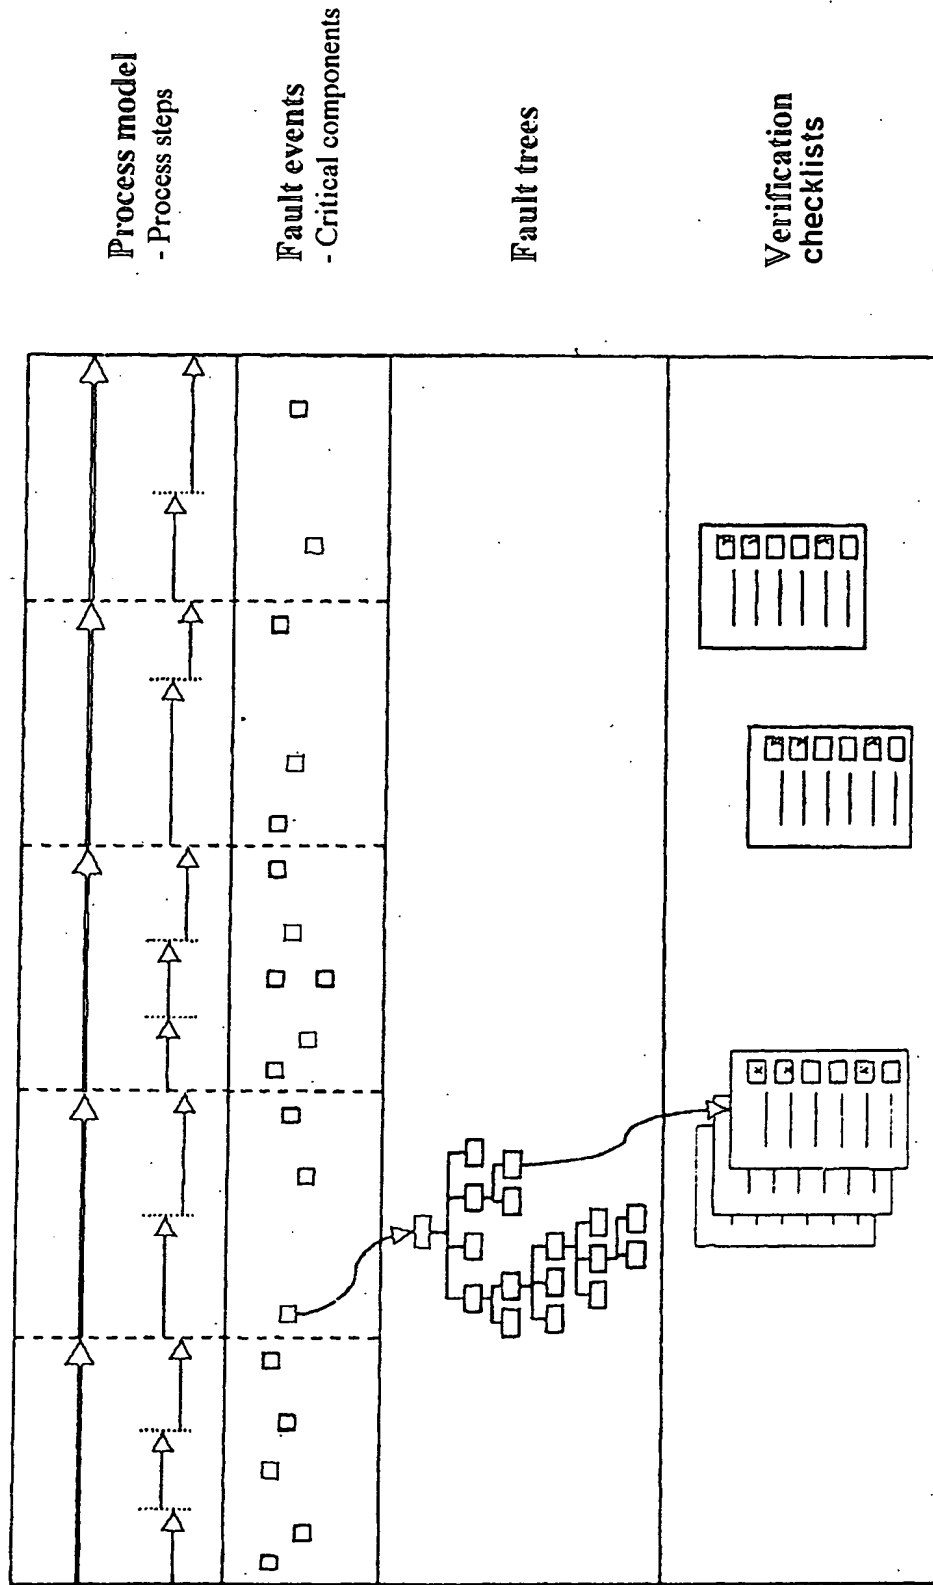 Process model
- Process steps
Fault events
- Critical components
Fault trees
Verification
checklists